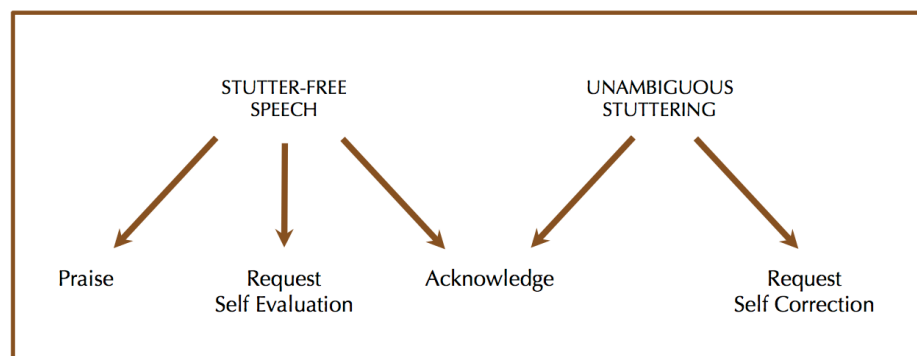 STUTTER-FREE
SPEECH
UNAMBIGUOUS
STUTTERING
Praise
Request
Self Evaluation
Acknowledge
Request
Self Correction